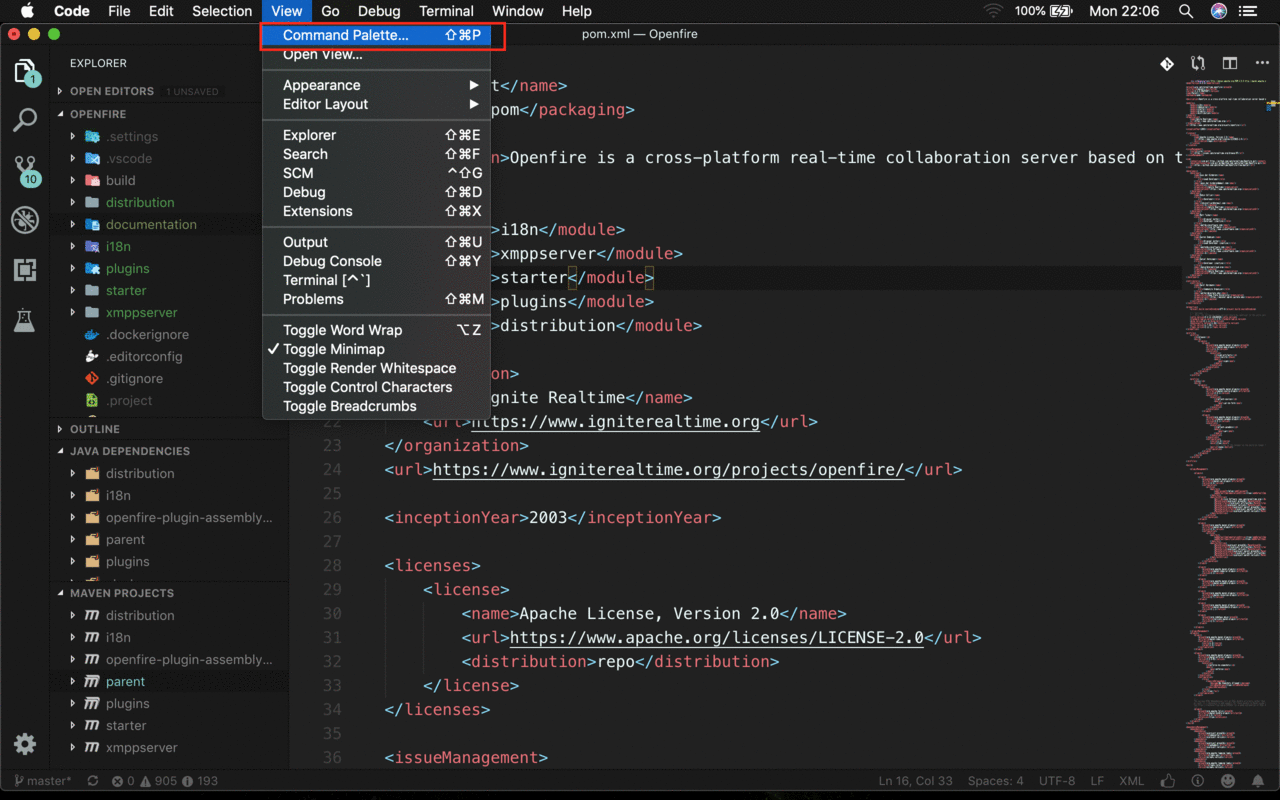 Code File Edit Selection View Go Debug Terminal Window Help 100% Mon 22:06
pom.xml — Openfire
Command Palette... ⇧⌘P
Open View...
Appearance
Editor Layout
Explorer ⇧⌘E
Search ⇧⌘F
SCM ^⇧G
Debug ⇧⌘D
Extensions ⇧⌘X
Output ⇧⌘U
Debug Console ⇧⌘Y
Terminal [^`]
Problems ⇧⌘M
Toggle Word Wrap ⌥Z
✓ Toggle Minimap
Toggle Render Whitespace
Toggle Control Characters
Toggle Breadcrumbs
1
10
EXPLORER
OPEN EDITORS 1 UNSAVED
OPENFIRE
.settings
.vscode
build
distribution
documentation
i18n
plugins
starter
xmppserver
.dockerignore
.editorconfig
.gitignore
.project
OUTLINE
JAVA DEPENDENCIES
distribution
i18n
openfire-plugin-assembly...
parent
plugins
MAVEN PROJECTS
distribution
i18n
openfire-plugin-assembly...
parent
plugins
starter
xmppserver
t</name>
pom</packaging>
n>Openfire is a cross-platform real-time collaboration server based on t
>i18n</module>
>xmppserver</module>
>starter</module>
>plugins</module>
>distribution</module>
on>
gnite Realtime</name>
22 <url>https://www.igniterealtime.org</url>
23 </organization>
24 <url>https://www.igniterealtime.org/projects/openfire/</url>
25
26 <inceptionYear>2003</inceptionYear>
27
28 <licenses>
29 <license>
30 <name>Apache License, Version 2.0</name>
31 <url>https://www.apache.org/licenses/LICENSE-2.0</url>
32 <distribution>repo</distribution>
33 </license>
34 </licenses>
35
36 <issueManagement>
master* 0 905 193 Ln 16, Col 33 Spaces: 4 UTF-8 LF XML